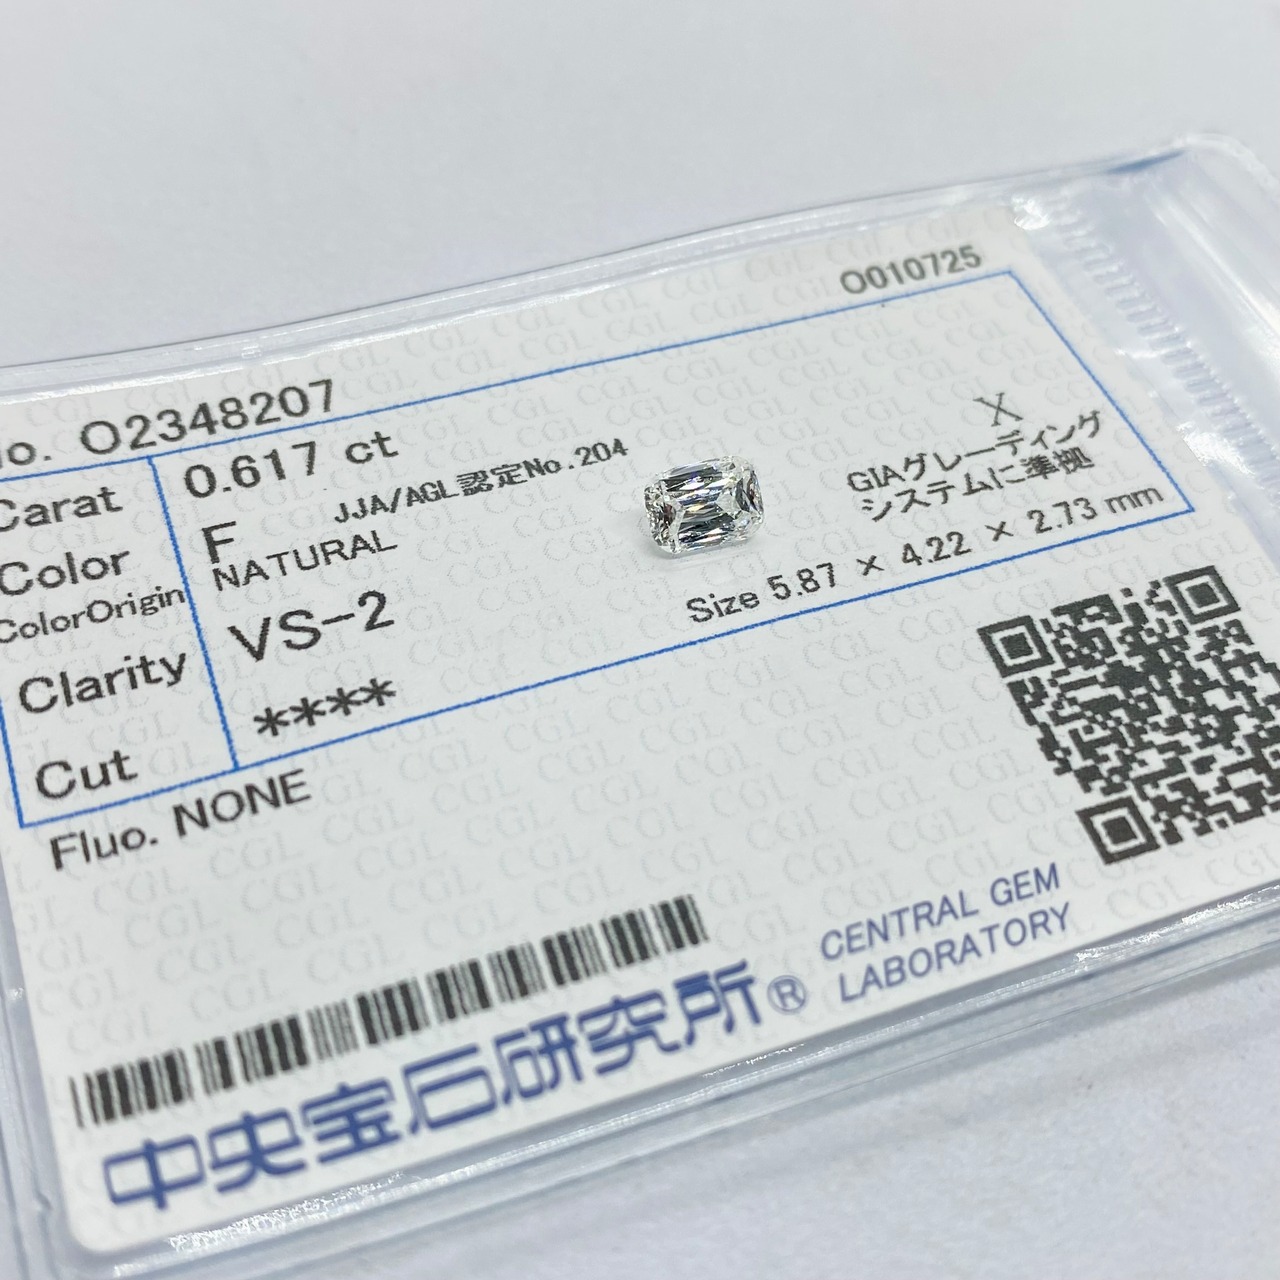 O010725
No. O2348207
Carat 0.617 ct
Color F JJA/AGL認定No.204
ColorOrigin NATURAL
Clarity VS-2
Cut ****
X
GIAグレーディング
システムに準拠
Size 5.87 × 4.22 × 2.73 mm
Fluo. NONE
CENTRAL GEM
LABORATORY
中央宝石研究所®